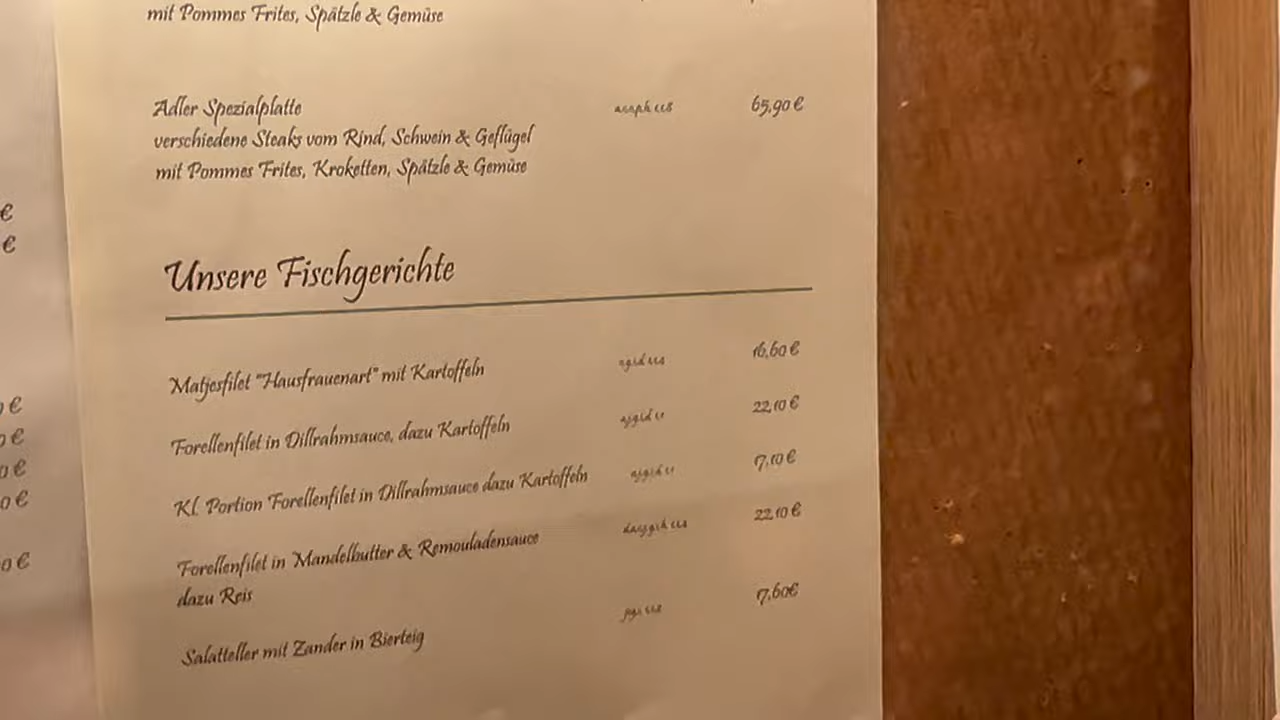 mit Pommes Frites, Spätzle & Gemüse
Adler Spezialplatte 65,90 €
verschiedene Steaks vom Rind, Schwein & Geflügel
mit Pommes Frites, Kroketten, Spätzle & Gemüse
Unsere Fischgerichte
Matjesfilet "Hausfrauenart" mit Kartoffeln 16,60 €
Forellenfilet in Dillrahmsauce, dazu Kartoffeln 22,10 €
Kl. Portion Forellenfilet in Dillrahmsauce dazu Kartoffeln 17,10 €
Forellenfilet in Mandelbutter & Remouladensauce 22,10 €
dazu Reis
Salatteller mit Zander in Bierteig 17,60€